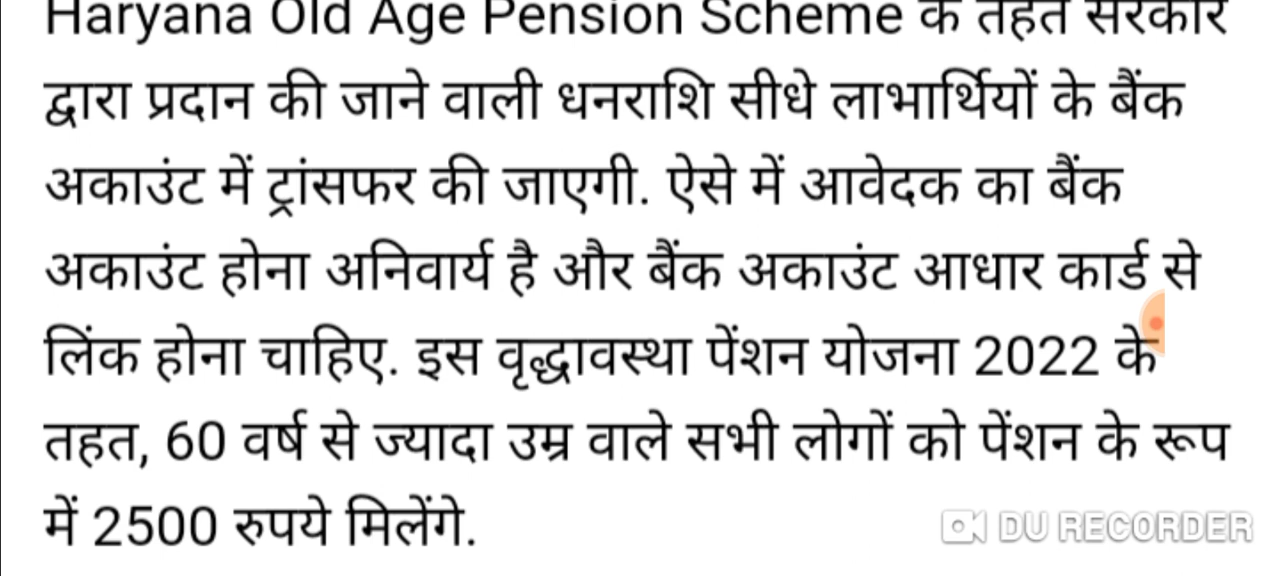 Haryana Old Age Pension Scheme के तहत सरकार
द्वारा प्रदान की जाने वाली धनराशि सीधे लाभार्थियों के बैंक
अकाउंट में ट्रांसफर की जाएगी. ऐसे में आवेदक का बैंक
अकाउंट होना अनिवार्य है और बैंक अकाउंट आधार कार्ड से
लिंक होना चाहिए. इस वृद्धावस्था पेंशन योजना 2022 के
तहत, 60 वर्ष से ज्यादा उम्र वाले सभी लोगों को पेंशन के रूप
में 2500 रुपये मिलेंगे.
DU RECORDER